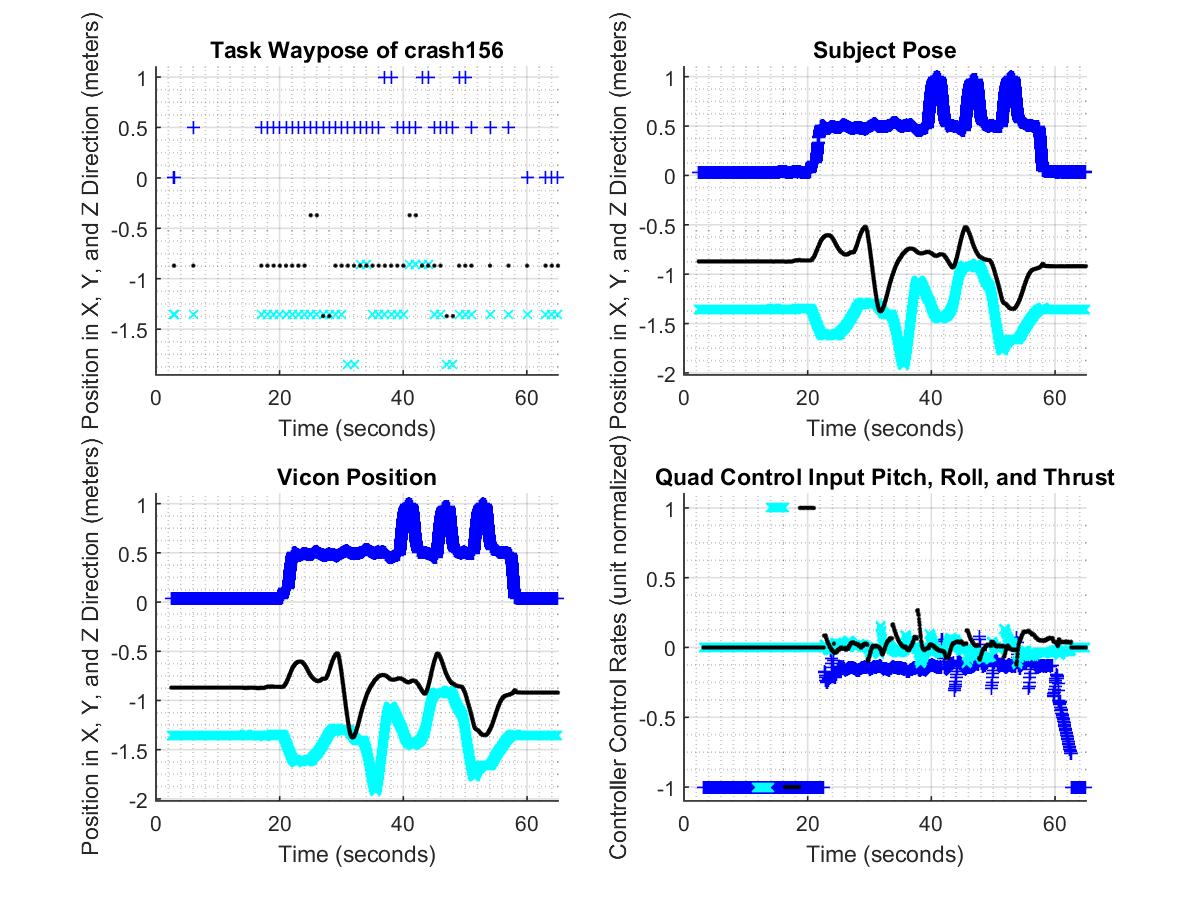 Task Waypose of crash156
Position in X, Y, and Z Direction (meters)
1
0.5
0
-0.5
-1
-1.5
0 20 40 60
Time (seconds)
Subject Pose
Position in X, Y, and Z Direction (meters)
1
0.5
0
-0.5
-1
-1.5
-2
0 20 40 60
Time (seconds)
Vicon Position
Position in X, Y, and Z Direction (meters)
1
0.5
0
-0.5
-1
-1.5
-2
0 20 40 60
Time (seconds)
Quad Control Input Pitch, Roll, and Thrust
Controller Control Rates (unit normalized)
1
0.5
0
-0.5
-1
0 20 40 60
Time (seconds)